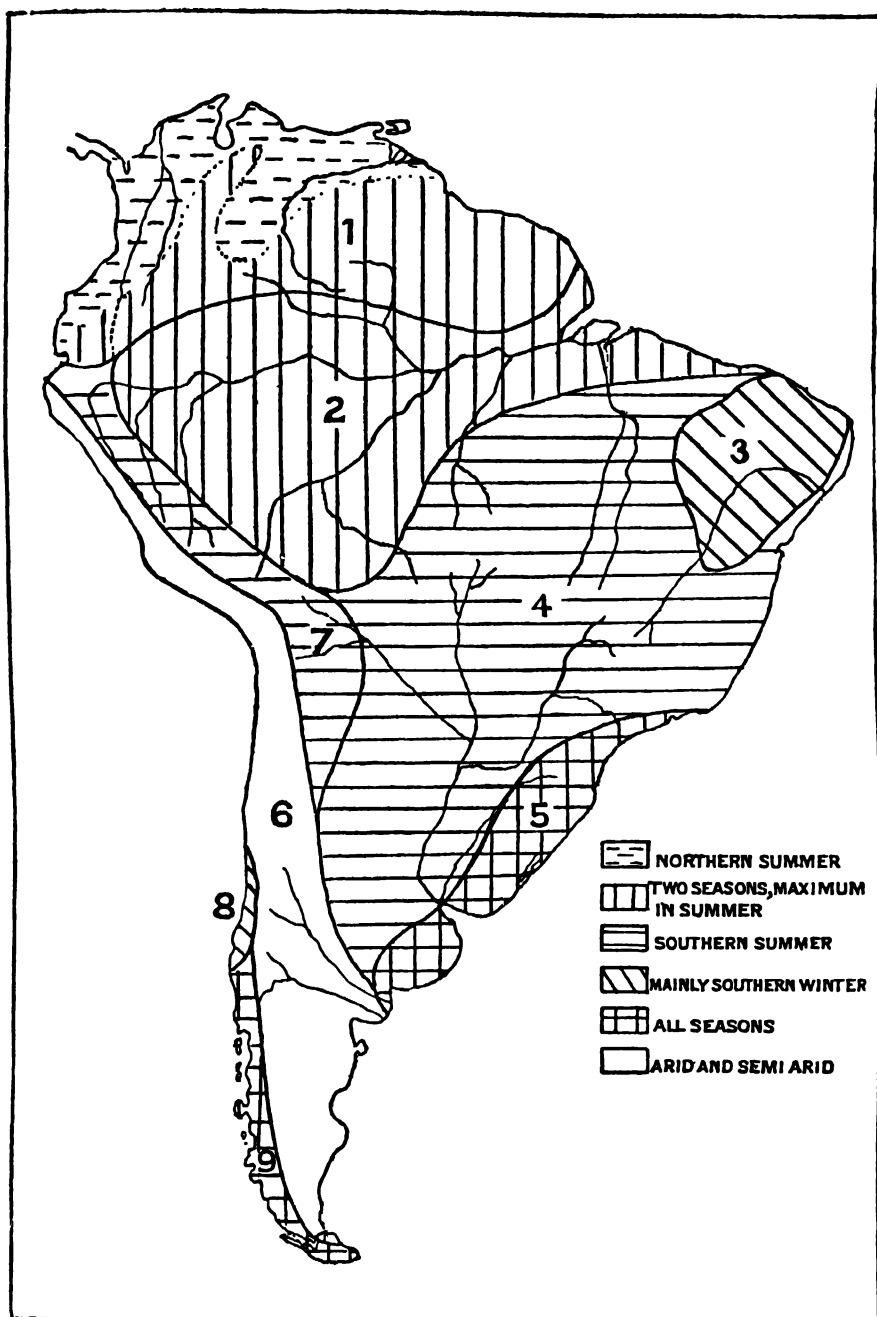 1
2
3
4
7
6
5
8
9
NORTHERN SUMMER
TWO SEASONS, MAXIMUM
IN SUMMER
SOUTHERN SUMMER
MAINLY SOUTHERN WINTER
ALL SEASONS
ARID AND SEMI ARID